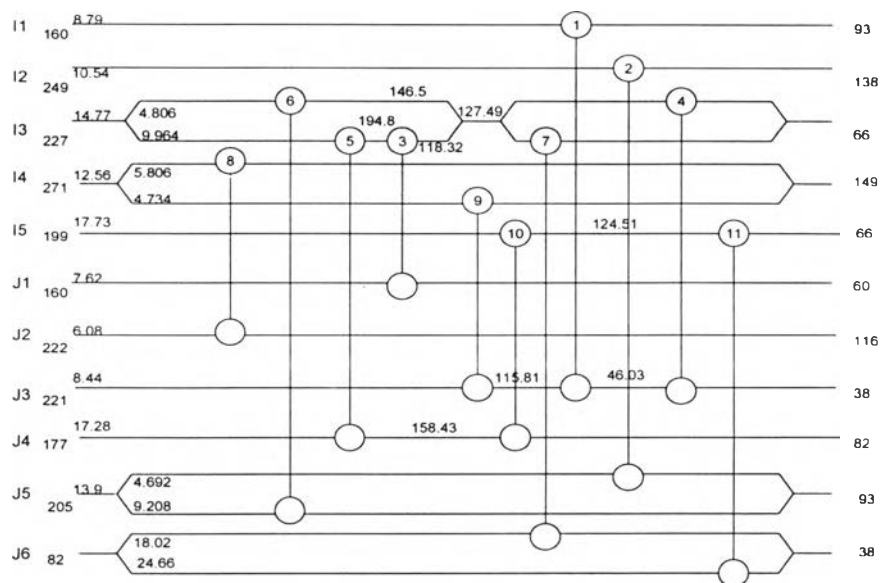 I1 160 8.79 1 93
I2 249 10.54 2 138
I3 227 14.77 4.806 6 146.5 127.49 4 66
9.964 5 194.8 3 118.32 7
I4 271 12.56 5.806 8 149
4.734 9
I5 199 17.73 10 124.51 11 66
J1 160 7.62 60
J2 222 6.08 116
J3 221 8.44 115.81 46.03 38
J4 177 17.28 158.43 82
J5 205 13.9 4.692 93
9.208
J6 82 18.02 38
24.66